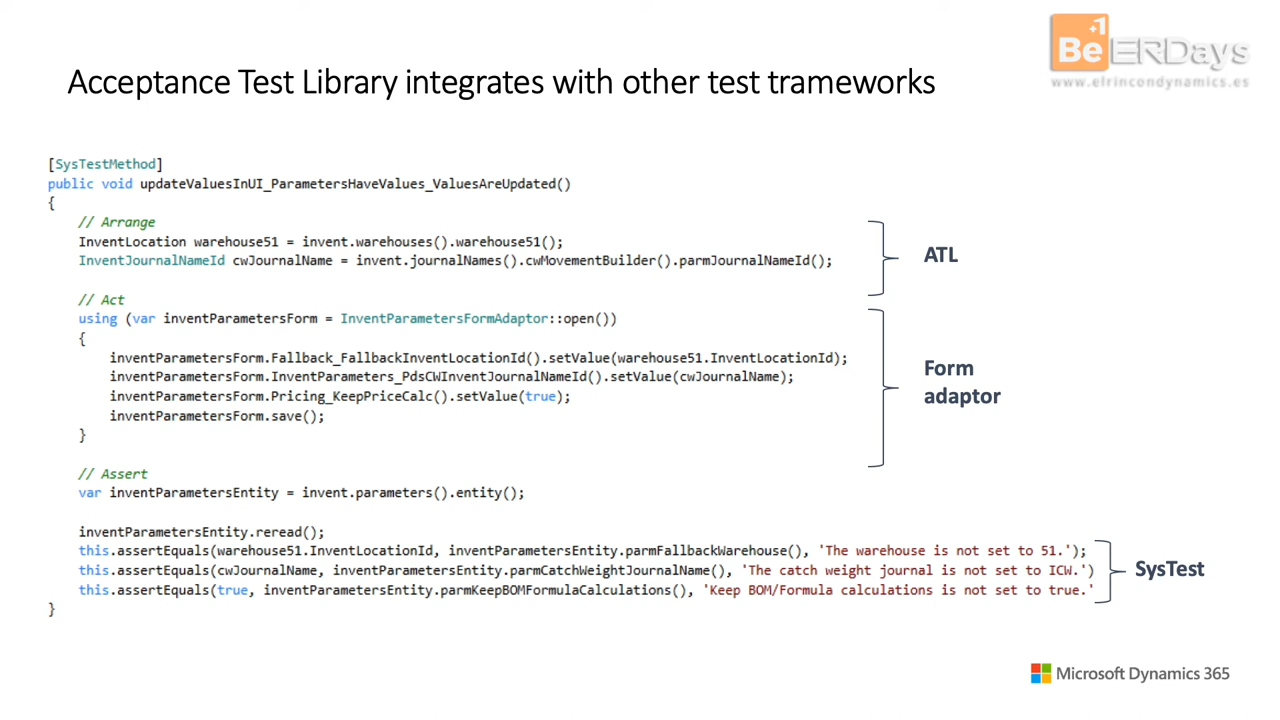 +1
Be ERDays
www.elrincondynamics.es
Acceptance Test Library integrates with other test trameworks
[SysTestMethod]
public void updateValuesInUI_ParametersHaveValues_ValuesAreUpdated()
{
// Arrange
InventLocation warehouse51 = invent.warehouses().warehouse51();
InventJournalNameId cwJournalName = invent.journalNames().cwMovementBuilder().parmJournalNameId();
ATL
// Act
using (var inventParametersForm = InventParametersFormAdaptor::open())
{
inventParametersForm.Fallback_FallbackInventLocationId().setValue(warehouse51.InventLocationId);
inventParametersForm.InventParameters_PdsCWInventJournalNameId().setValue(cwJournalName);
inventParametersForm.Pricing_KeepPriceCalc().setValue(true);
inventParametersForm.save();
}
Form
adaptor
// Assert
var inventParametersEntity = invent.parameters().entity();
inventParametersEntity.reread();
this.assertEquals(warehouse51.InventLocationId, inventParametersEntity.parmFallbackWarehouse(), 'The warehouse is not set to 51.');
this.assertEquals(cwJournalName, inventParametersEntity.parmCatchWeightJournalName(), 'The catch weight journal is not set to ICW.')
this.assertEquals(true, inventParametersEntity.parmKeepBOMFormulaCalculations(), 'Keep BOM/Formula calculations is not set to true.'
}
SysTest
Microsoft Dynamics 365